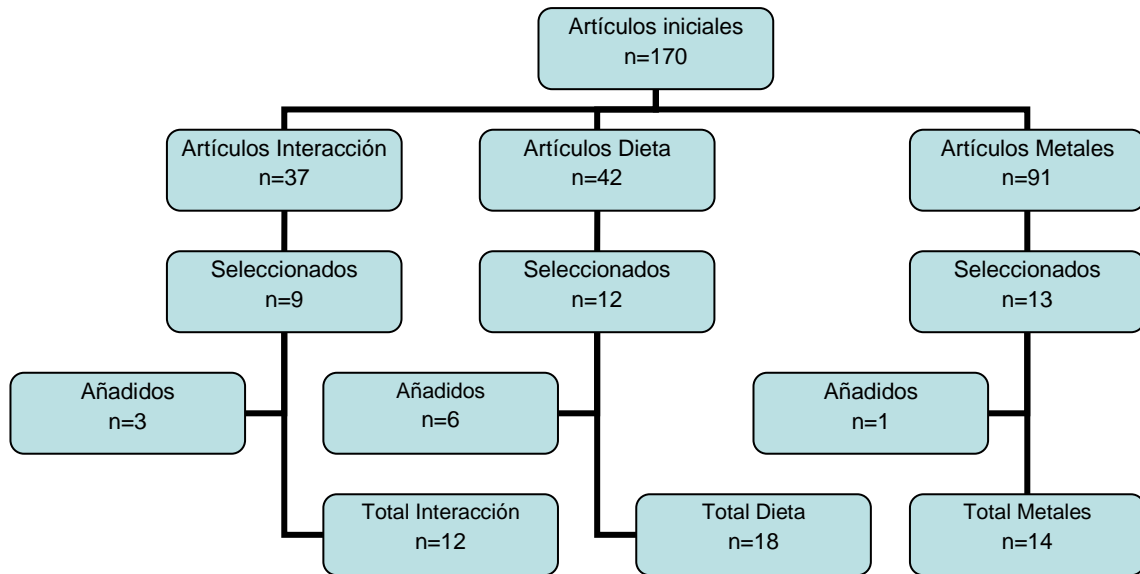 Artículos iniciales
n=170
Artículos Interacción
n=37
Artículos Dieta
n=42
Artículos Metales
n=91
Seleccionados
n=9
Seleccionados
n=12
Seleccionados
n=13
Añadidos
n=3
Añadidos
n=6
Añadidos
n=1
Total Interacción
n=12
Total Dieta
n=18
Total Metales
n=14